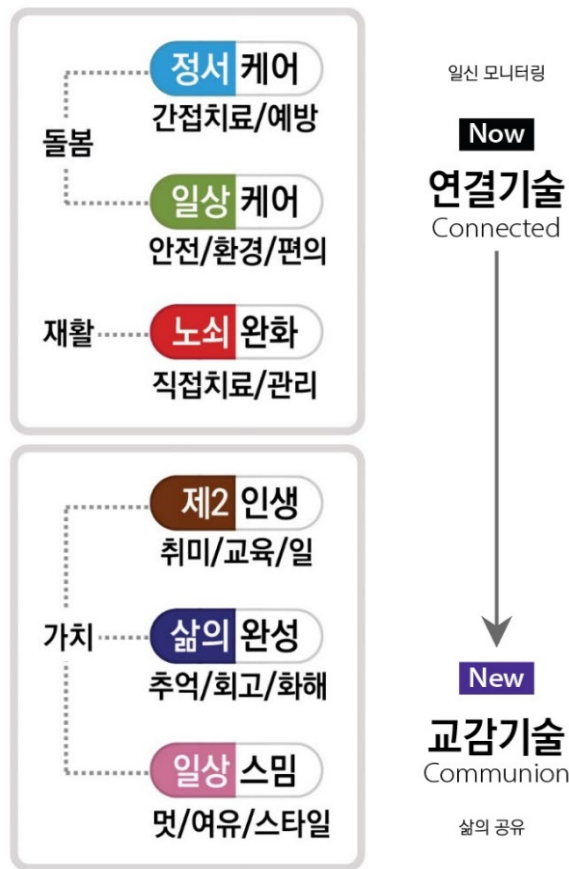 정서 케어
간접치료/예방
돌봄
일상 케어
안전/환경/편의
재활
노쇠 완화
직접치료/관리
제2 인생
취미/교육/일
가치
삶의 완성
추억/회고/화해
일상 스밈
멋/여유/스타일
일신 모니터링
Now
연결기술
Connected
New
교감기술
Communion
삶의 공유